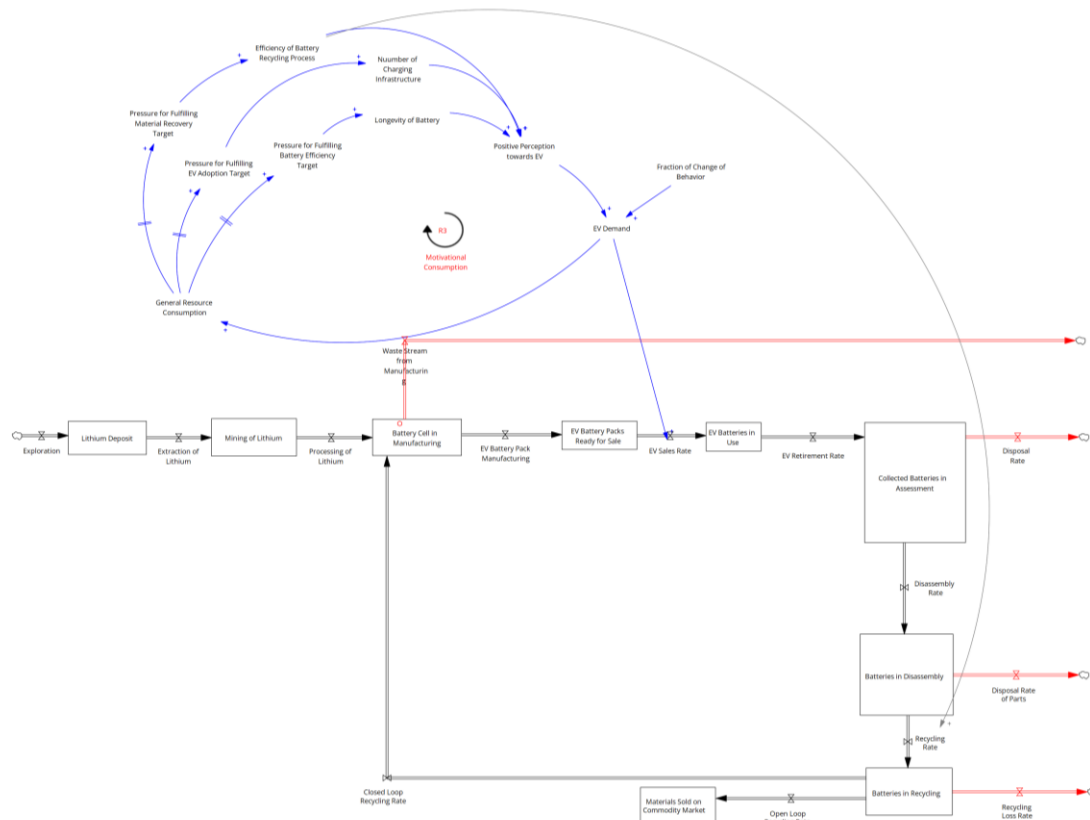 Efficiency of Battery
Recycling Process
Nuumber of
Charging
Infrastructure
Pressure for Fulfilling
Material Recovery
Target
Longevity of Battery
Pressure for Fulfilling
Battery Efficiency
Target
Positive Perception
towards EV
Pressure for Fulfilling
EV Adoption Target
Fraction of Change of
Behavior
R3
EV Demand
Motivational
Consumption
General Resource
Consumption
Waste Stream
from
Manufacturin
g
Lithium Deposit
Mining of Lithium
Battery Cell in
Manufacturing
EV Battery Packs
Ready for Sale
EV Batteries in
Use
Exploration
Extraction of
Lithium
Processing of
Lithium
EV Battery Pack
Manufacturing
EV Sales Rate
EV Retirement Rate
Disposal
Rate
Collected Batteries in
Assessment
Disassembly
Rate
Batteries in Disassembly
Disposal Rate
of Parts
Recycling
Rate
Closed Loop
Recycling Rate
Batteries in Recycling
Materials Sold on
Commodity Market
Open Loop
Recycling
Loss Rate